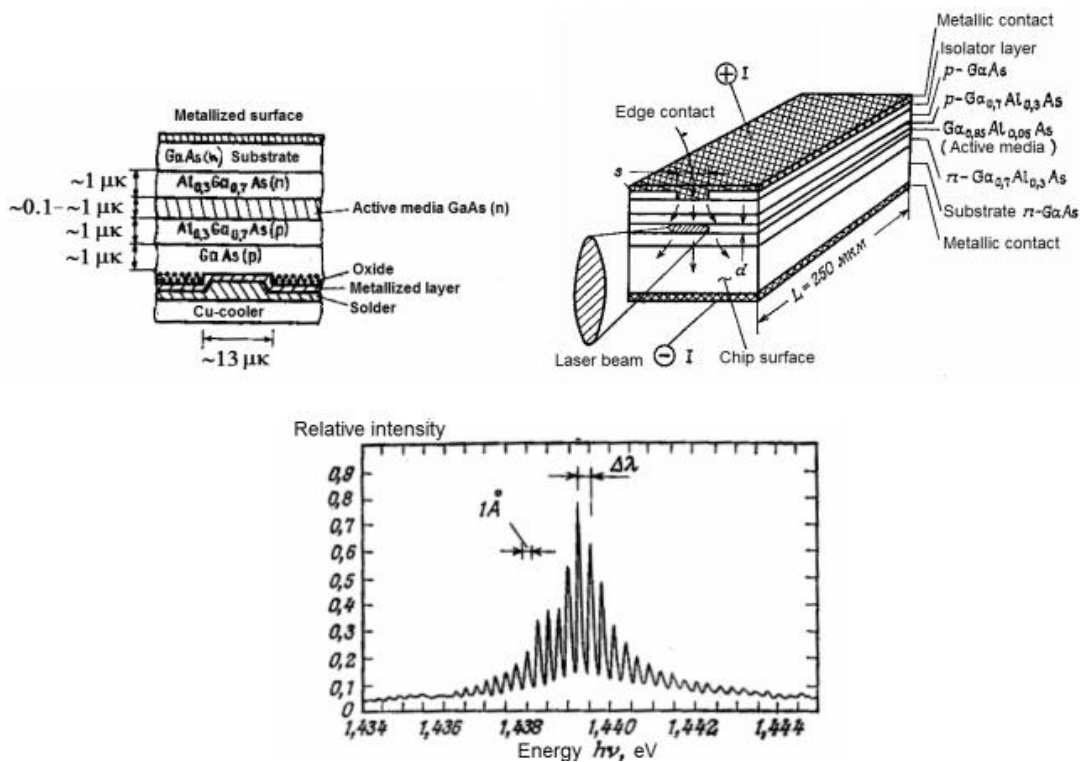 Metallized surface
GaAs(n) Substrate
Al0,3Ga0,7As(n)
Active media GaAs (n)
Al0,3Ga0,7As(p)
GaAs(p)
Oxide
Metallized layer
Solder
Cu-cooler
~1 μκ
~0.1–~1 μκ
~1 μκ
~1 μκ
~13 μκ
Metallic contact
Isolator layer
p-GaAs
p-Ga0,7Al0,3As
Ga0,85Al0,05As
(Active media)
n-Ga0,7Al0,3As
Substrate n-GaAs
Metallic contact
+ I
Edge contact
s
d
L=250 мкм
Laser beam
− I
Chip surface
Relative intensity
0,9
0,8
0,7
0,6
0,5
0,4
0,3
0,2
0,1
0
1Å
Δλ
1,434
1,436
1,438
1,440
1,442
1,444
Energy hν, eV